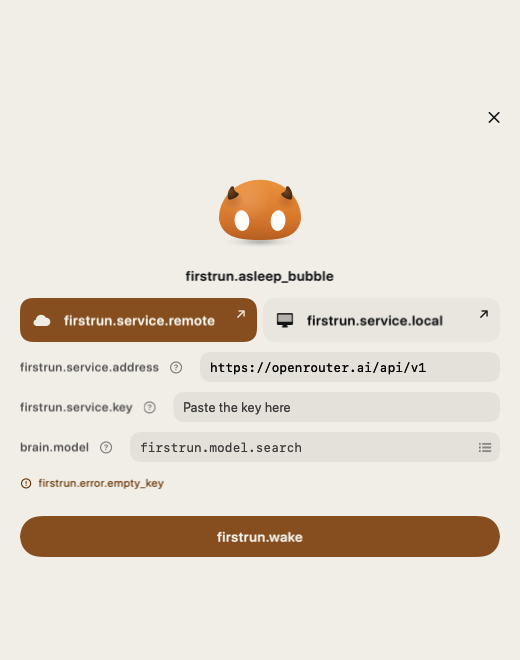 firstrun.asleep_bubble
firstrun.service.remote
firstrun.service.local
firstrun.service.address https://openrouter.ai/api/v1
firstrun.service.key Paste the key here
brain.model firstrun.model.search
firstrun.error.empty_key
firstrun.wake